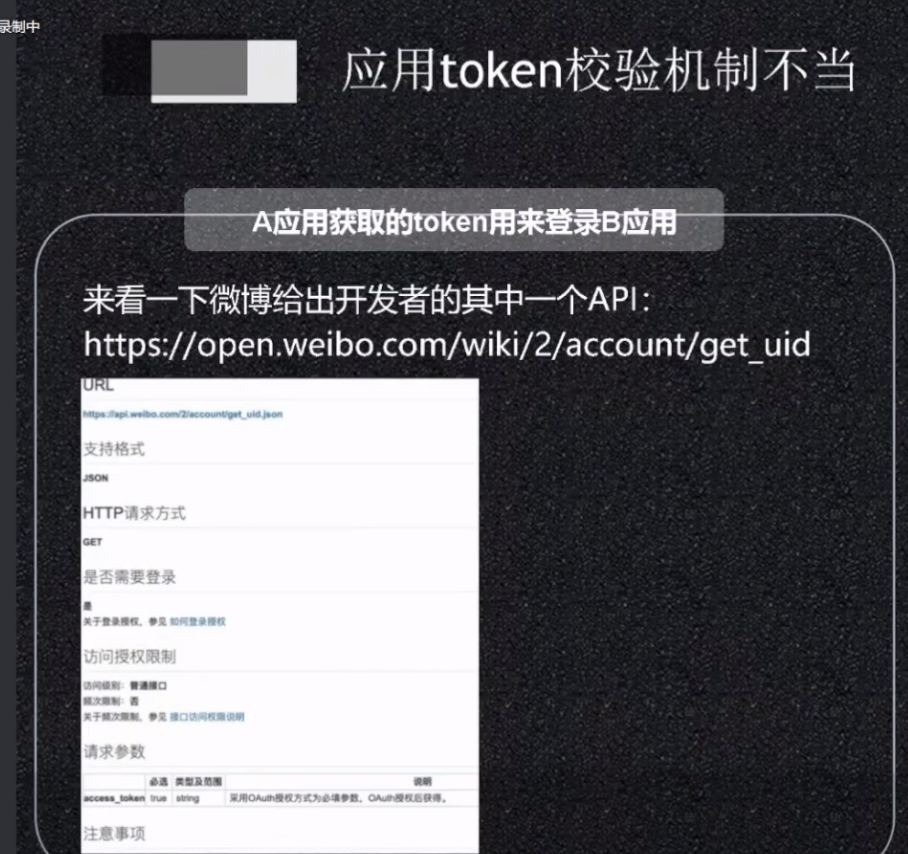 录制中
应用token校验机制不当
A应用获取的token用来登录B应用
来看一下微博给出开发者的其中一个API：
https://open.weibo.com/wiki/2/account/get_uid
URL
https://api.weibo.com/2/account/get_uid.json
支持格式
JSON
HTTP请求方式
GET
是否需要登录
是
关于登录授权，参见 如何登录授权
访问授权限制
访问级别：普通接口
频次限制：否
关于频次限制，参见 接口访问权限说明
请求参数
必选 类型及范围 说明
access_token true string 采用OAuth授权方式为必填参数，OAuth授权后获得。
注意事项